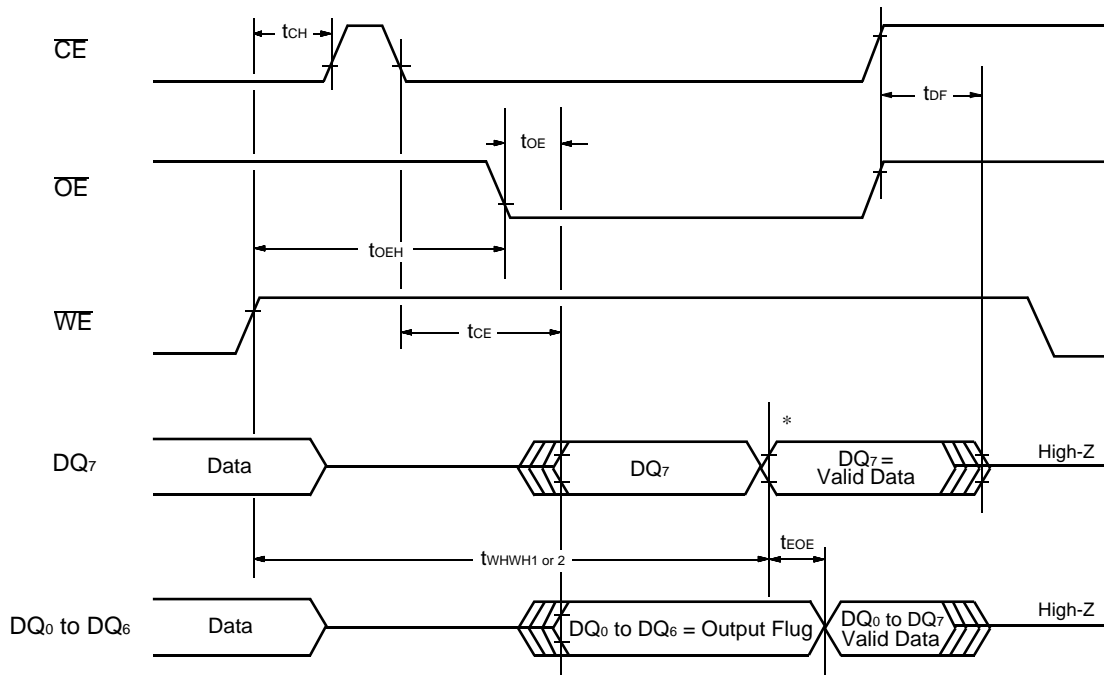 CE
tCH
tDF
OE
tOE
tOEH
WE
tCE
*
DQ7
Data
DQ7
DQ7 =
Valid Data
High-Z
tWHWH1 or 2
tEOE
DQ0 to DQ6
Data
DQ0 to DQ6 = Output Flug
DQ0 to DQ7
Valid Data
High-Z